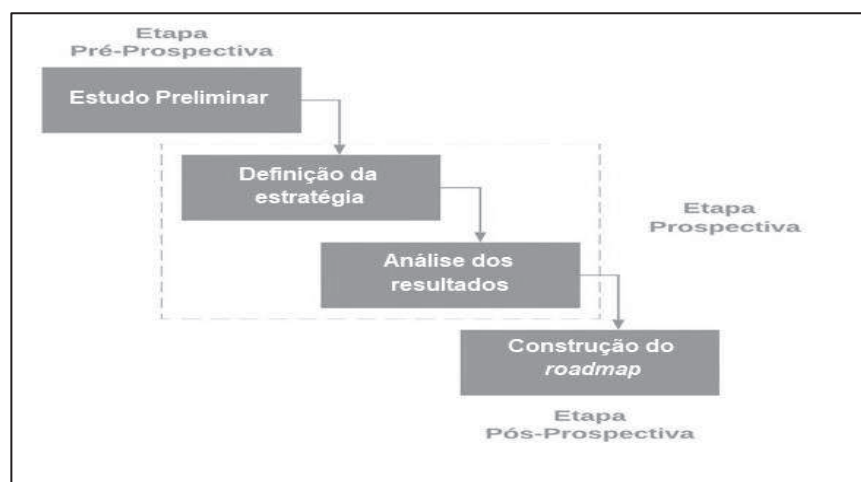 Etapa
Pré-Prospectiva
Estudo Preliminar
Definição da
estratégia
Etapa
Prospectiva
Análise dos
resultados
Construção do
roadmap
Etapa
Pós-Prospectiva